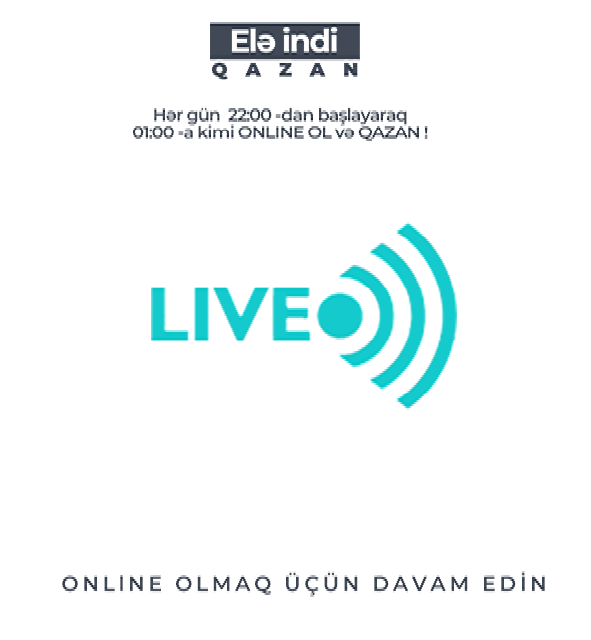 Elə indi
QAZAN
Hər gün 22:00 -dan başlayaraq
01:00 -a kimi ONLINE OL və QAZAN !
LIVE
ONLINE OLMAQ ÜÇÜN DAVAM EDİN